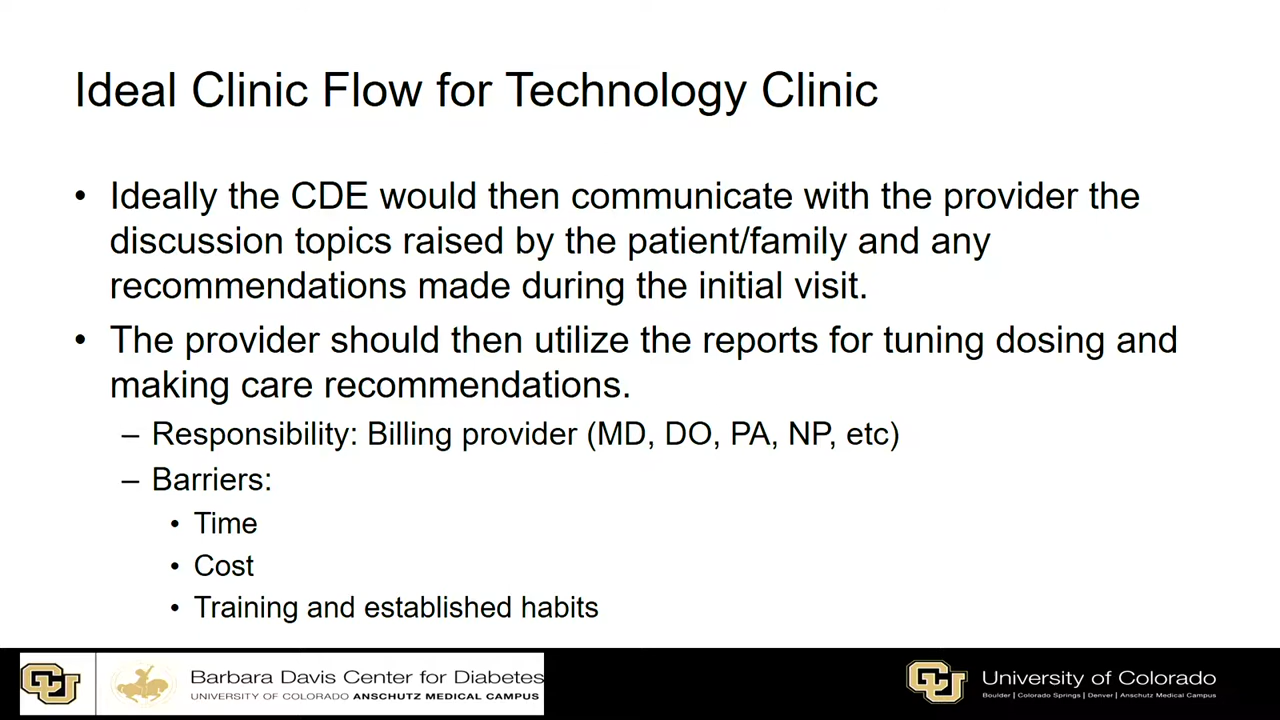 Ideal Clinic Flow for Technology Clinic
• Ideally the CDE would then communicate with the provider the
discussion topics raised by the patient/family and any
recommendations made during the initial visit.
• The provider should then utilize the reports for tuning dosing and
making care recommendations.
– Responsibility: Billing provider (MD, DO, PA, NP, etc)
– Barriers:
• Time
• Cost
• Training and established habits
CU
Barbara Davis Center for Diabetes
UNIVERSITY OF COLORADO ANSCHUTZ MEDICAL CAMPUS
CU
University of Colorado
Boulder | Colorado Springs | Denver | Anschutz Medical Campus